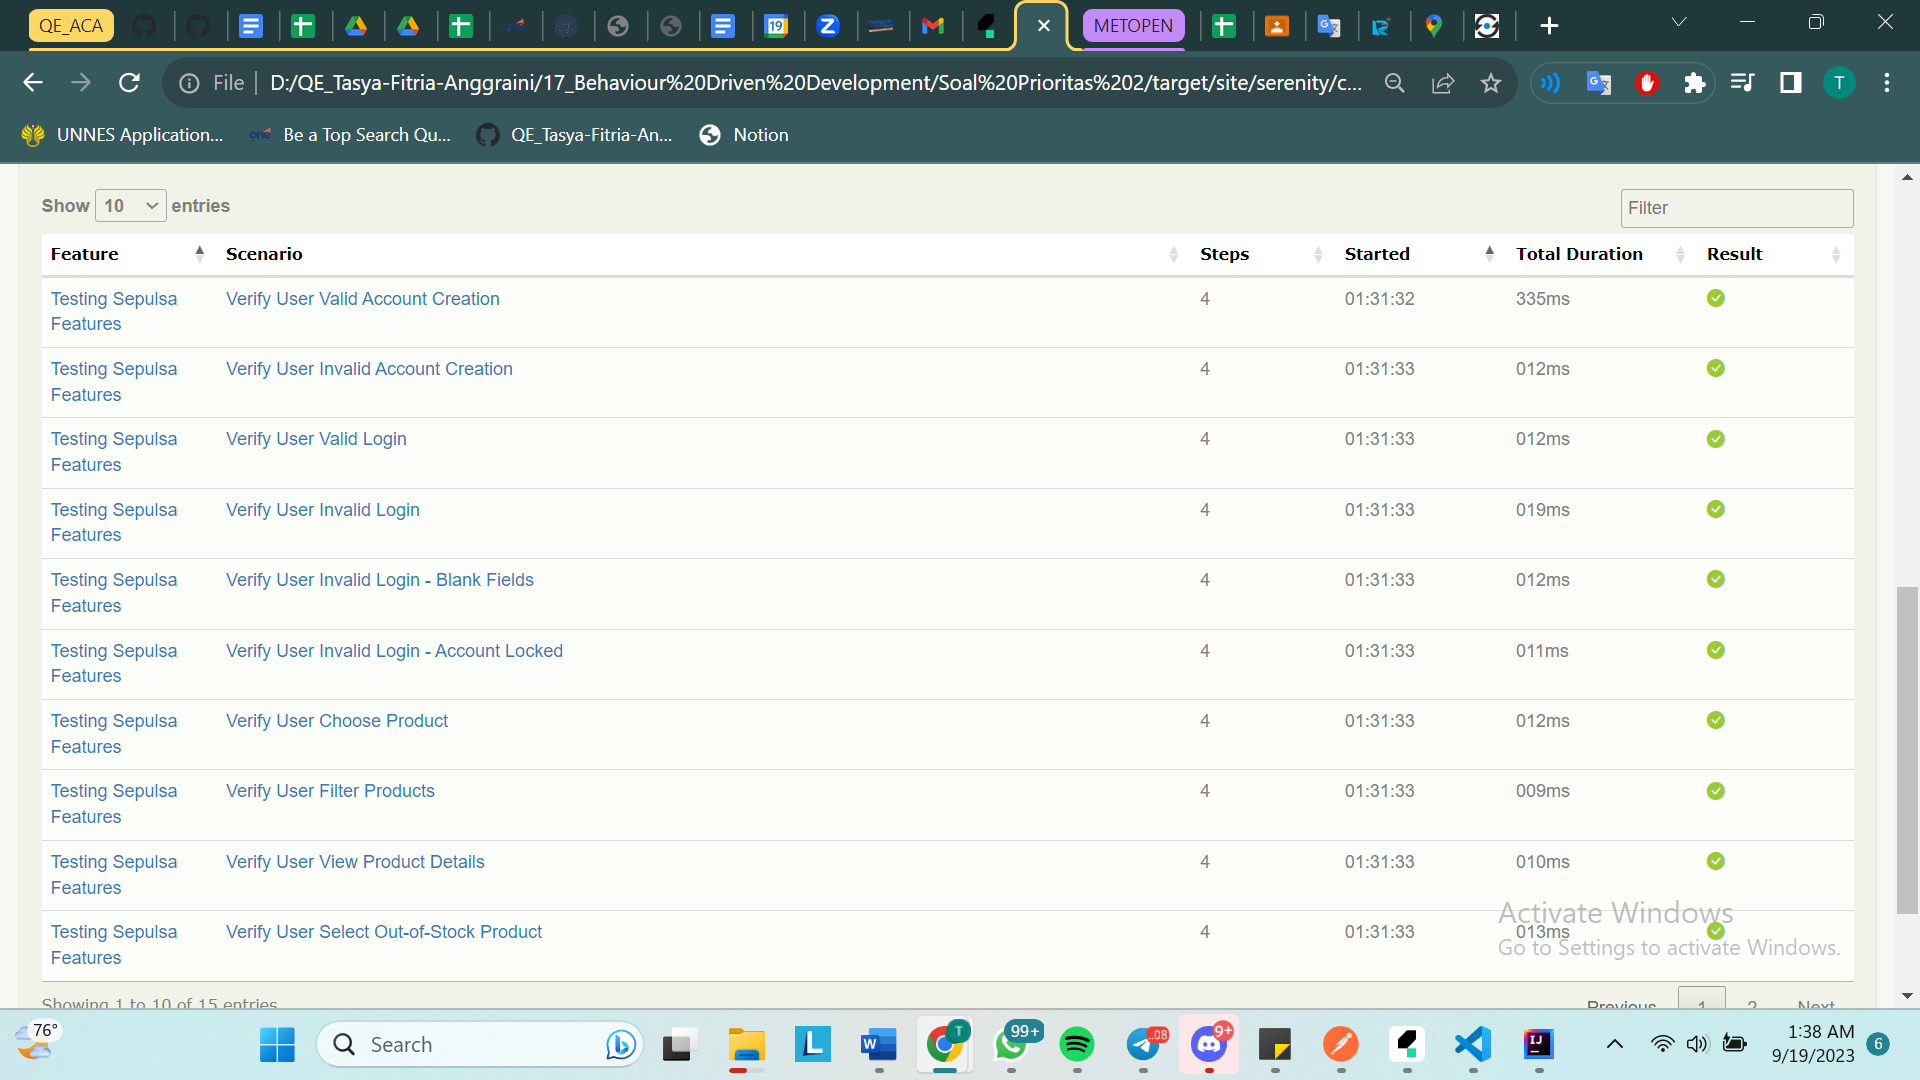 QE_ACA
19
METOPEN
File
D:/QE_Tasya-Fitria-Anggraini/17_Behaviour%20Driven%20Development/Soal%20Prioritas%202/target/site/serenity/c...
T
UNNES Application...
one
Be a Top Search Qu...
QE_Tasya-Fitria-An...
Notion
Show 10 entries
Filter
Feature Scenario Steps Started Total Duration Result
Testing Sepulsa Verify User Valid Account Creation 4 01:31:32 335ms
Features
Testing Sepulsa Verify User Invalid Account Creation 4 01:31:33 012ms
Features
Testing Sepulsa Verify User Valid Login 4 01:31:33 012ms
Features
Testing Sepulsa Verify User Invalid Login 4 01:31:33 019ms
Features
Testing Sepulsa Verify User Invalid Login - Blank Fields 4 01:31:33 012ms
Features
Testing Sepulsa Verify User Invalid Login - Account Locked 4 01:31:33 011ms
Features
Testing Sepulsa Verify User Choose Product 4 01:31:33 012ms
Features
Testing Sepulsa Verify User Filter Products 4 01:31:33 009ms
Features
Testing Sepulsa Verify User View Product Details 4 01:31:33 010ms
Features
Activate Windows
Testing Sepulsa Verify User Select Out-of-Stock Product 4 01:31:33 013ms
Go to Settings to activate Windows.
Features
Showing 1 to 10 of 15 entries
Previous 1 2 Next
76°
Search
L
W
T
99+
..08
9+
IJ
1:38 AM
9/19/2023
6